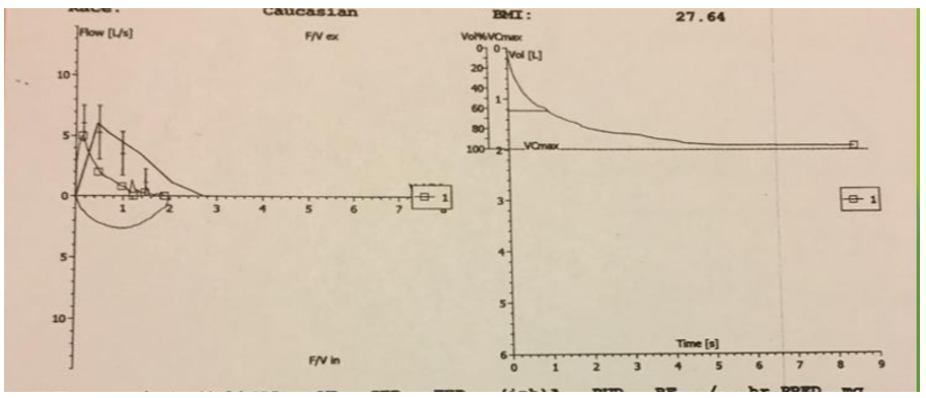 Caucasian BMI: 27.64
Flow [L/s] F/V ex
10
5
0
1 2 3 4 5 6 7 8
5
10
F/V in
1
Vol%VCmax
0 0 Vol [L]
20
40
1
60
80
100 2 VCmax
3
4
5
6
Time [s]
0 1 2 3 4 5 6 7 8 9
1